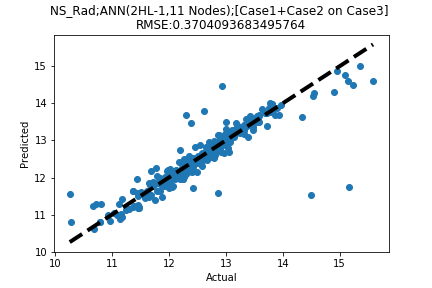 NS_Rad;ANN(2HL-1,11 Nodes);[Case1+Case2 on Case3]
RMSE:0.3704093683495764
15
14
13
12
11
10
Predicted
10 11 12 13 14 15
Actual